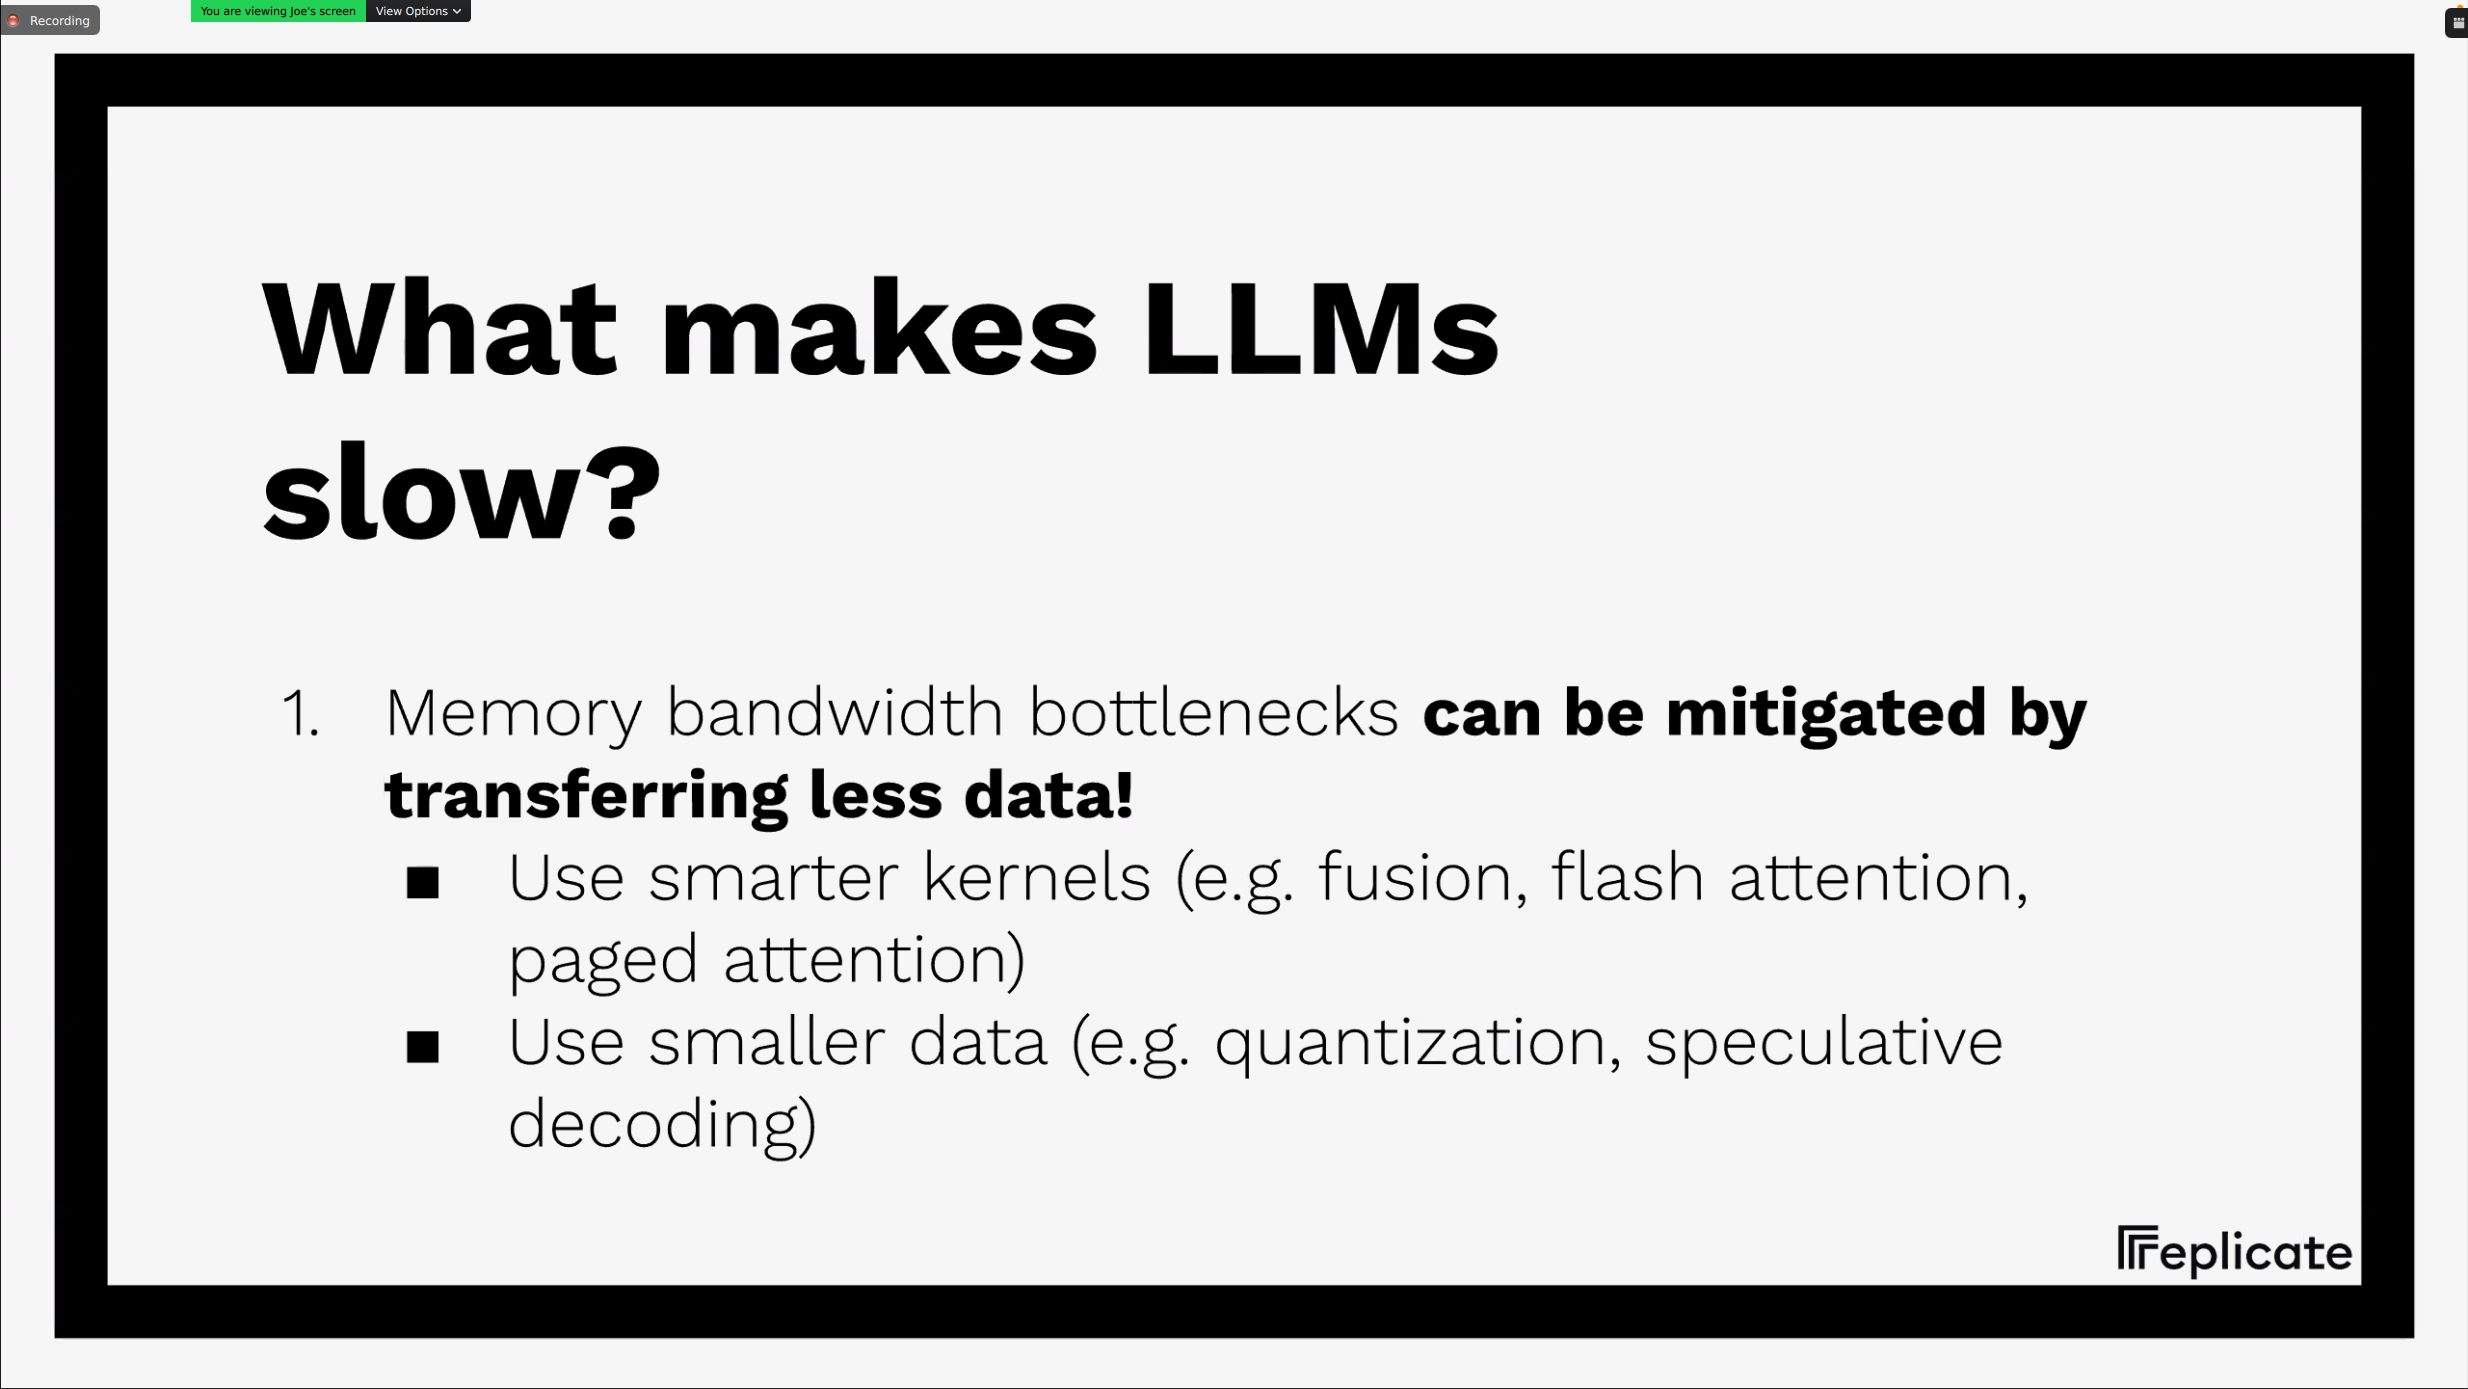 Recording
You are viewing Joe's screen
View Options
What makes LLMs
slow?
1. Memory bandwidth bottlenecks can be mitigated by
transferring less data!
■ Use smarter kernels (e.g. fusion, flash attention,
paged attention)
■ Use smaller data (e.g. quantization, speculative
decoding)
replicate